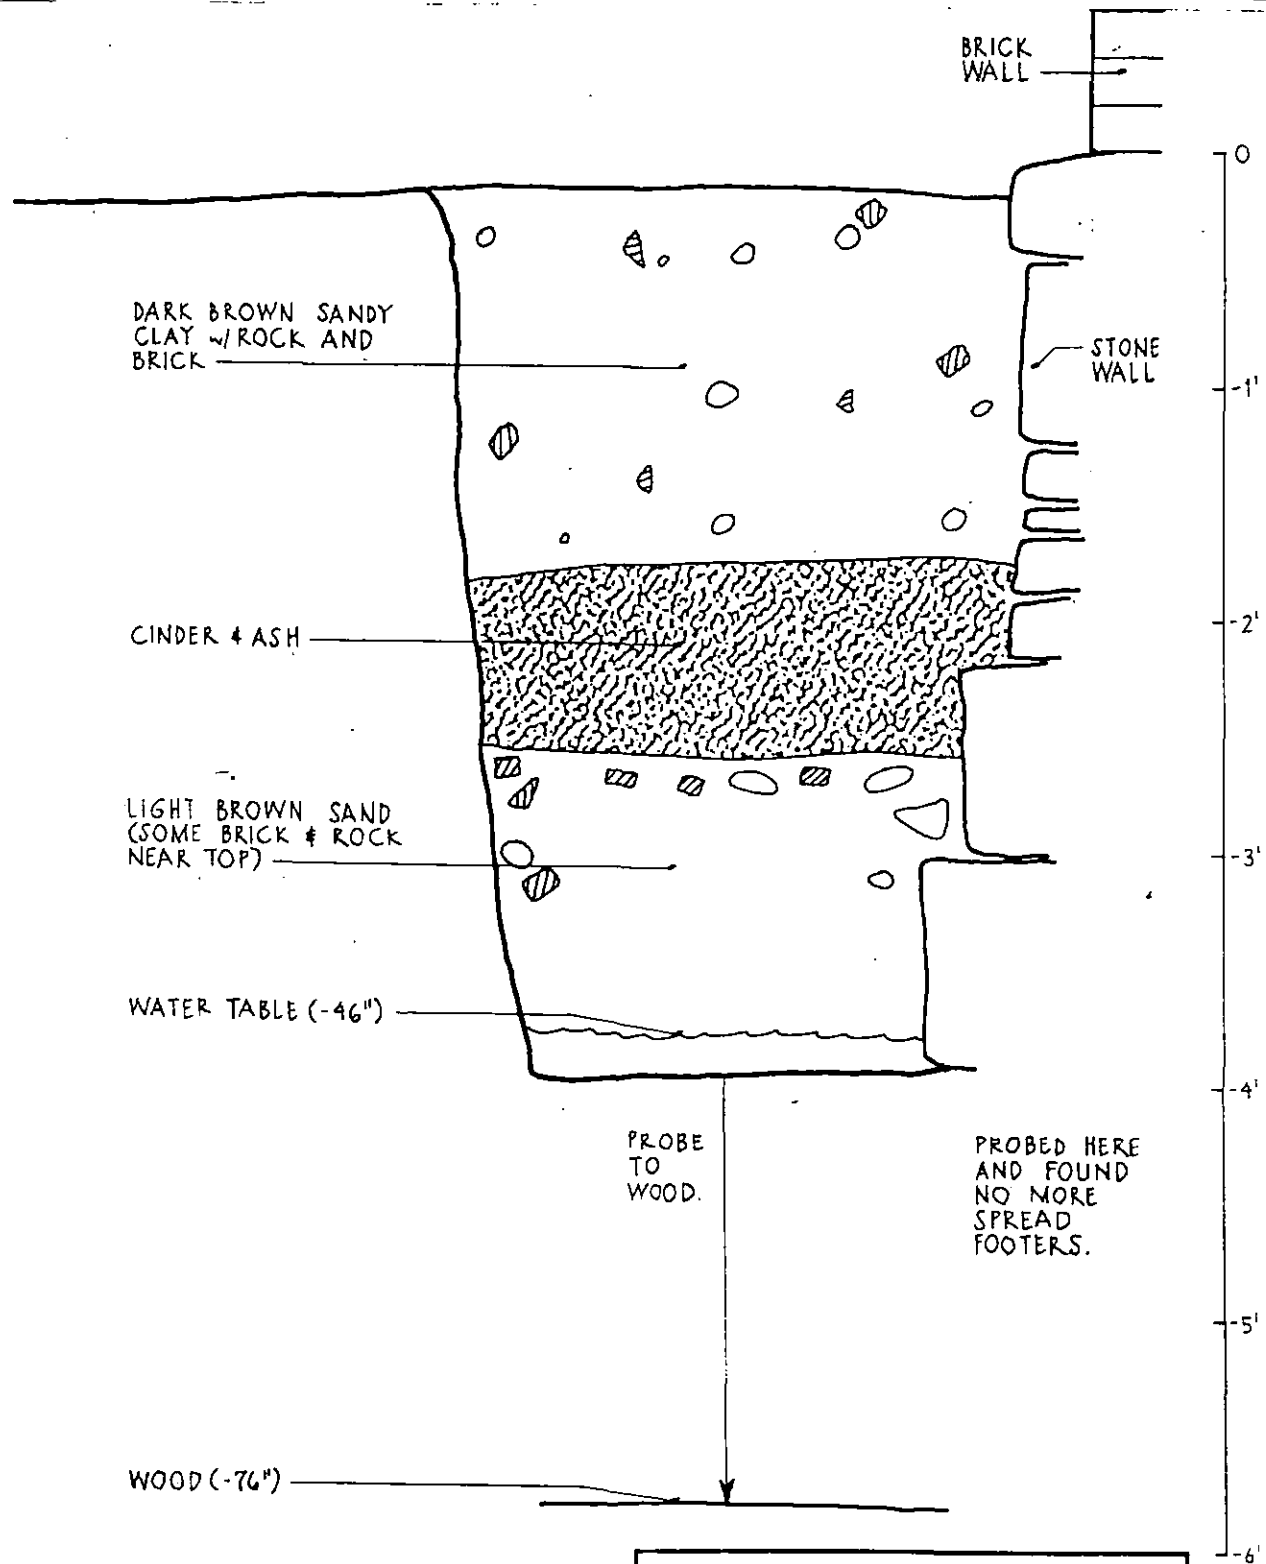 BRICK
WALL
0
DARK BROWN SANDY
CLAY w/ROCK AND
BRICK
STONE
WALL
-1'
-2'
CINDER & ASH
LIGHT BROWN SAND
(SOME BRICK & ROCK
NEAR TOP)
-3'
WATER TABLE (-46")
-4'
PROBE
TO
WOOD.
PROBED HERE
AND FOUND
NO MORE
SPREAD
FOOTERS.
-5'
WOOD (-76")
-6'